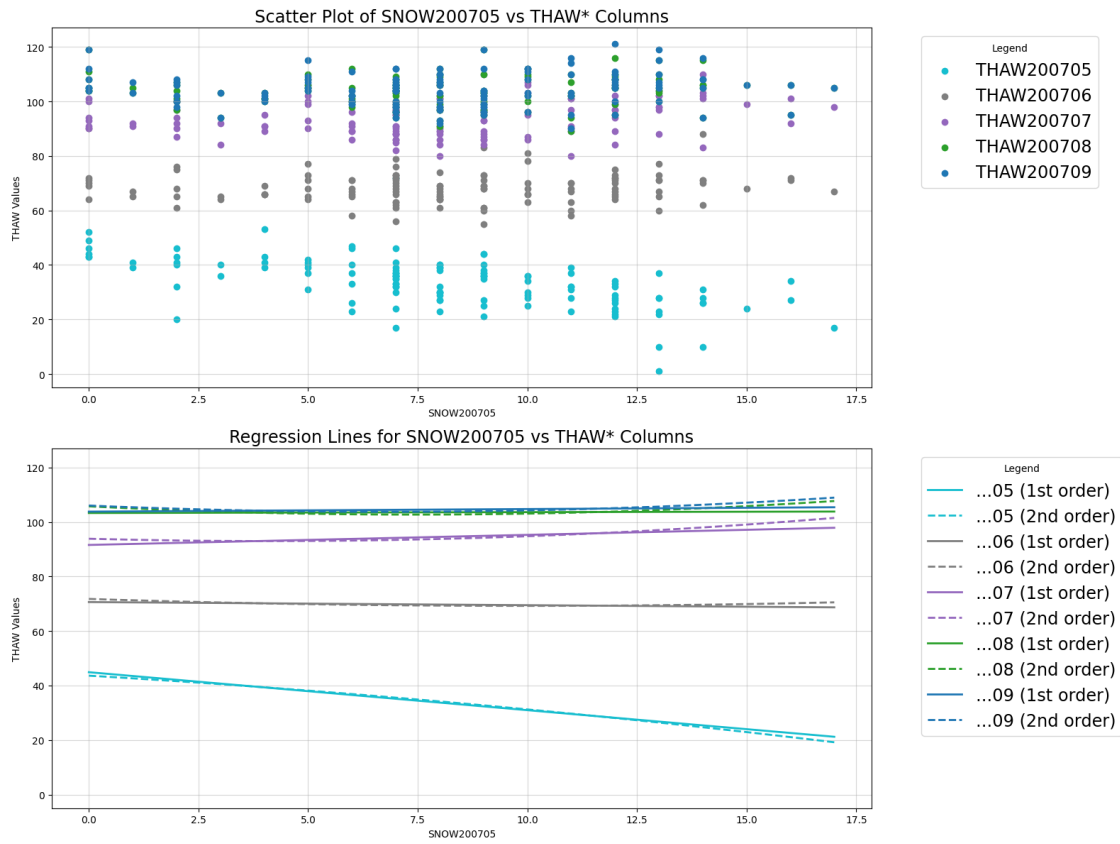 Scatter Plot of SNOW200705 vs THAW* Columns
120
100
80
60
40
20
0
THAW Values
0.0 2.5 5.0 7.5 10.0 12.5 15.0 17.5
SNOW200705
Legend
THAW200705
THAW200706
THAW200707
THAW200708
THAW200709
Regression Lines for SNOW200705 vs THAW* Columns
120
100
80
60
40
20
0
THAW Values
0.0 2.5 5.0 7.5 10.0 12.5 15.0 17.5
SNOW200705
Legend
...05 (1st order)
...05 (2nd order)
...06 (1st order)
...06 (2nd order)
...07 (1st order)
...07 (2nd order)
...08 (1st order)
...08 (2nd order)
...09 (1st order)
...09 (2nd order)